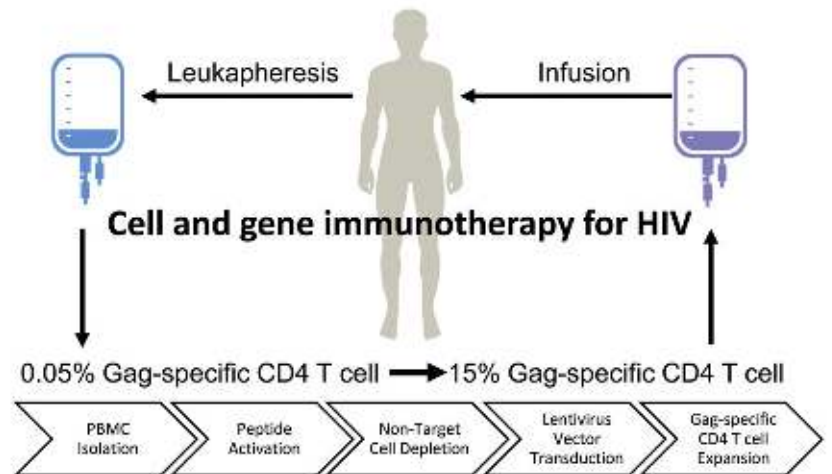 Leukapheresis
Infusion
Cell and gene immunotherapy for HIV
0.05% Gag-specific CD4 T cell
15% Gag-specific CD4 T cell
PBMC
Isolation
Peptide
Activation
Non-Target
Cell Depletion
Lentivirus
Vector
Transduction
Gag-specific
CD4 T cell
Expansion